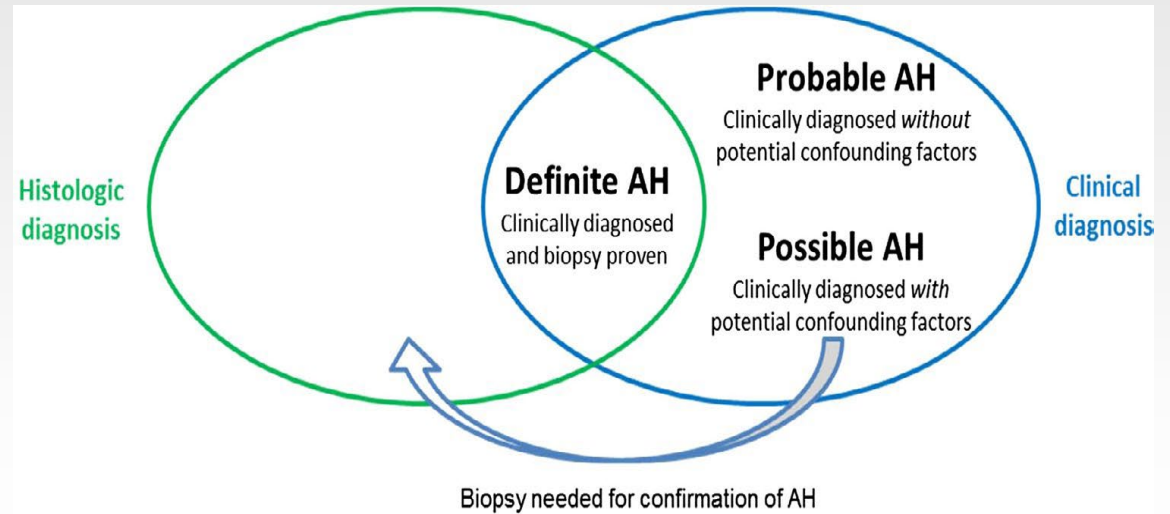 Histologic
diagnosis
Definite AH
Clinically diagnosed
and biopsy proven
Probable AH
Clinically diagnosed without
potential confounding factors
Possible AH
Clinically diagnosed with
potential confounding factors
Clinical
diagnosis
Biopsy needed for confirmation of AH